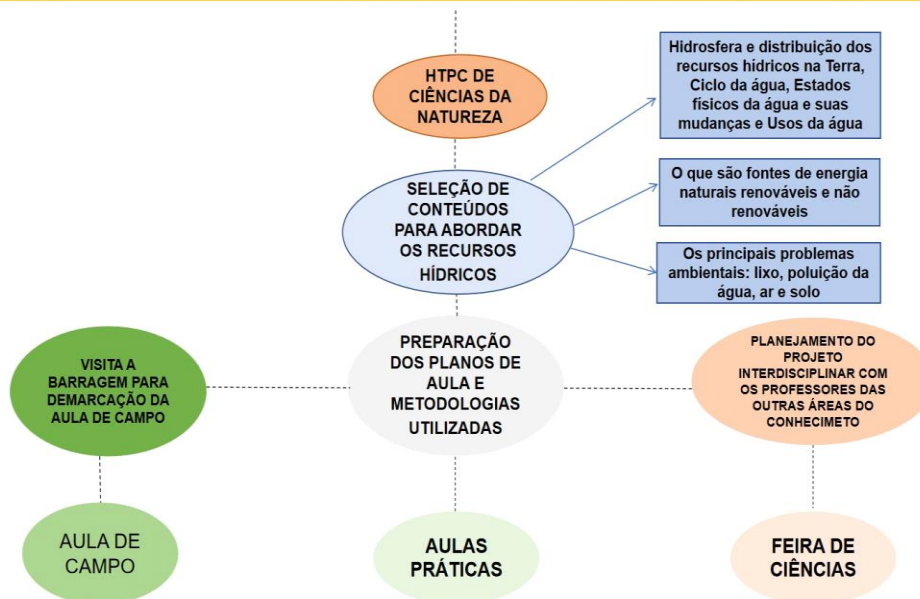 HTPC DE
CIÊNCIAS DA
NATUREZA
Hidrosfera e distribuição dos
recursos hídricos na Terra,
Ciclo da água, Estados
físicos da água e suas
mudanças e Usos da água
SELEÇÃO DE
CONTEÚDOS
PARA ABORDAR
OS RECURSOS
HÍDRICOS
O que são fontes de energia
naturais renováveis e não
renováveis
Os principais problemas
ambientais: lixo, poluição da
água, ar e solo
VISITA A
BARRAGEM PARA
DEMARCAÇÃO DA
AULA DE CAMPO
PREPARAÇÃO
DOS PLANOS DE
AULA E
METODOLOGIAS
UTILIZADAS
PLANEJAMENTO DO
PROJETO
INTERDISCIPLINAR COM
OS PROFESSORES DAS
OUTRAS ÁREAS DO
CONHECIMETO
AULA DE
CAMPO
AULAS
PRÁTICAS
FEIRA DE
CIÊNCIAS